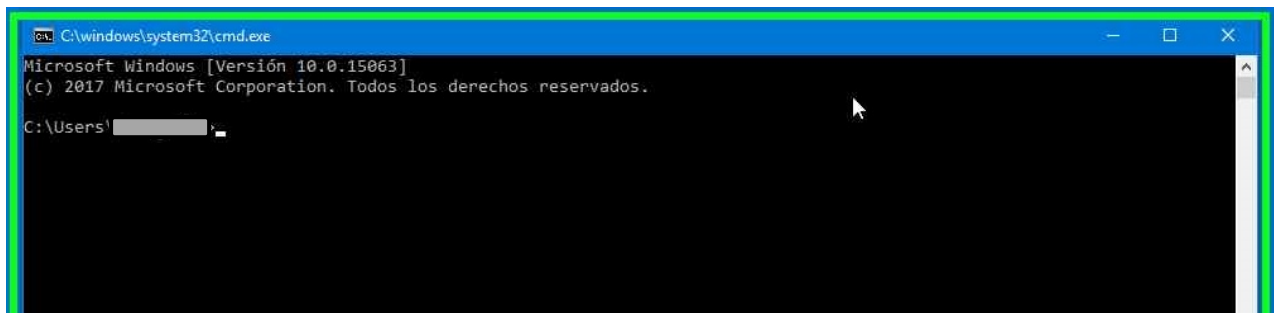 C:\windows\system32\cmd.exe
Microsoft Windows [Versión 10.0.15063]
(c) 2017 Microsoft Corporation. Todos los derechos reservados.
C:\Users\